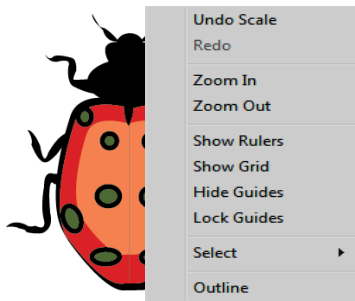 Undo Scale
Redo
Zoom In
Zoom Out
Show Rulers
Show Grid
Hide Guides
Lock Guides
Select
Outline